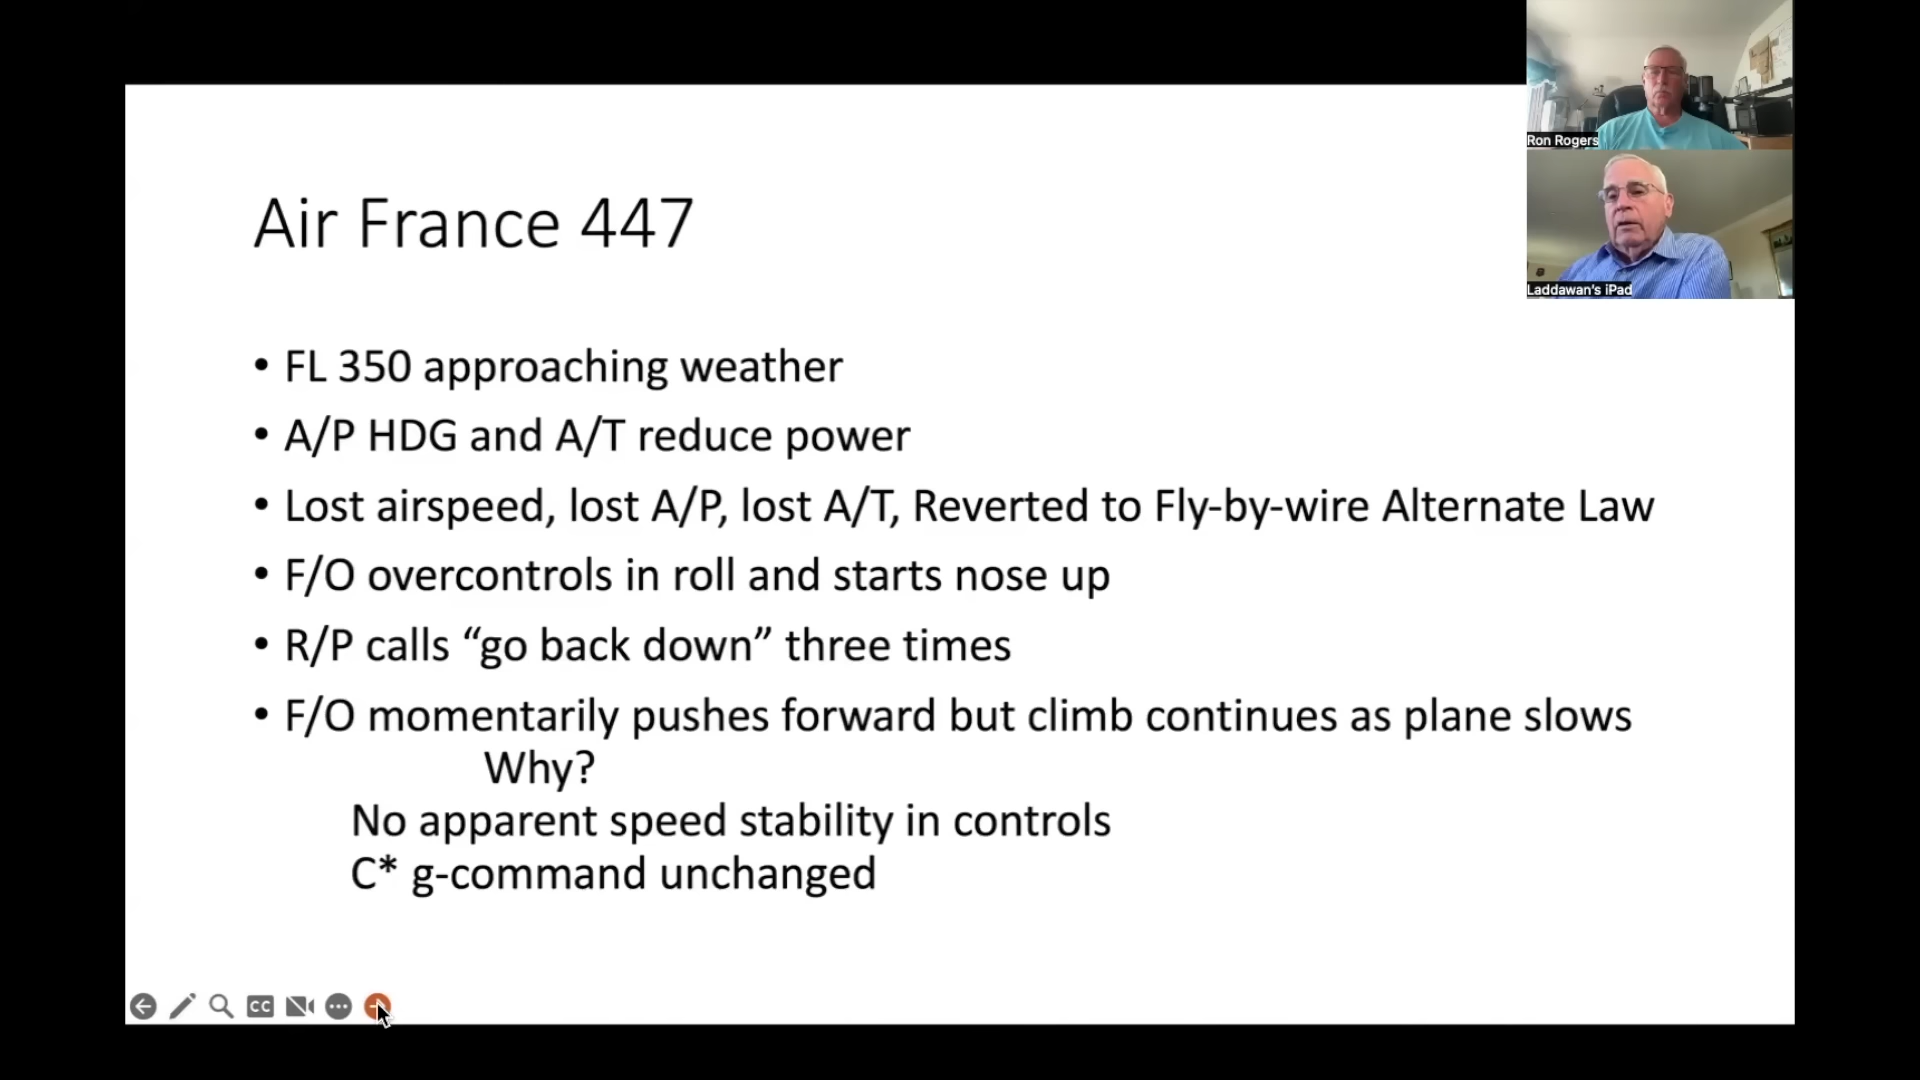 Air France 447
• FL 350 approaching weather
• A/P HDG and A/T reduce power
• Lost airspeed, lost A/P, lost A/T, Reverted to Fly-by-wire Alternate Law
• F/O overcontrols in roll and starts nose up
• R/P calls “go back down” three times
• F/O momentarily pushes forward but climb continues as plane slows
Why?
No apparent speed stability in controls
C* g-command unchanged
Ron Rogers
Laddawan's iPad
CC